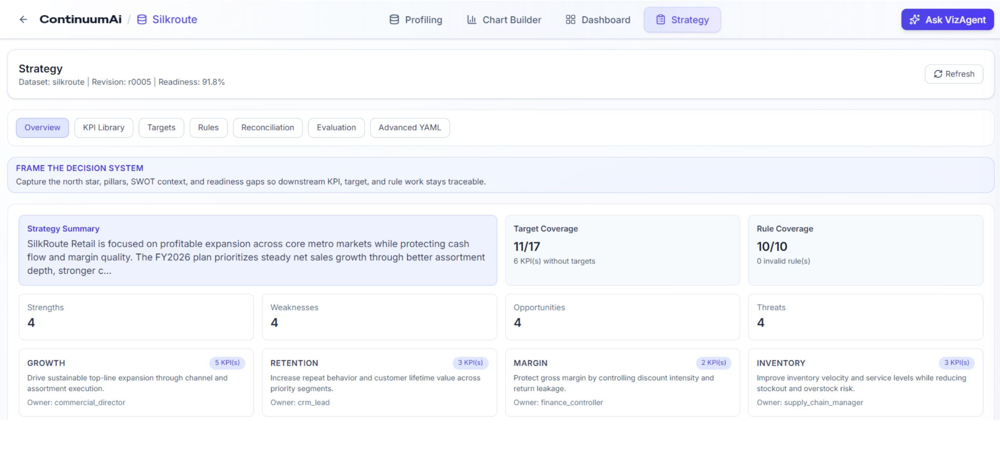 ContinuumAi / Silkroute
Profiling
Chart Builder
Dashboard
Strategy
Ask VizAgent
Strategy
Dataset: silkroute | Revision: r0005 | Readiness: 91.8%
Refresh
Overview
KPI Library
Targets
Rules
Reconciliation
Evaluation
Advanced YAML
FRAME THE DECISION SYSTEM
Capture the north star, pillars, SWOT context, and readiness gaps so downstream KPI, target, and rule work stays traceable.
Strategy Summary
SilkRoute Retail is focused on profitable expansion across core metro markets while protecting cash
flow and margin quality. The FY2026 plan prioritizes steady net sales growth through better assortment
depth, stronger c...
Target Coverage
11/17
6 KPI(s) without targets
Rule Coverage
10/10
0 invalid rule(s)
Strengths
4
Weaknesses
4
Opportunities
4
Threats
4
GROWTH
5 KPI(s)
Drive sustainable top-line expansion through channel and
assortment execution.
Owner: commercial_director
RETENTION
3 KPI(s)
Increase repeat behavior and customer lifetime value across
priority segments.
Owner: crm_lead
MARGIN
2 KPI(s)
Protect gross margin by controlling discount intensity and
return leakage.
Owner: finance_controller
INVENTORY
3 KPI(s)
Improve inventory velocity and service levels while reducing
stockout and overstock risk.
Owner: supply_chain_manager